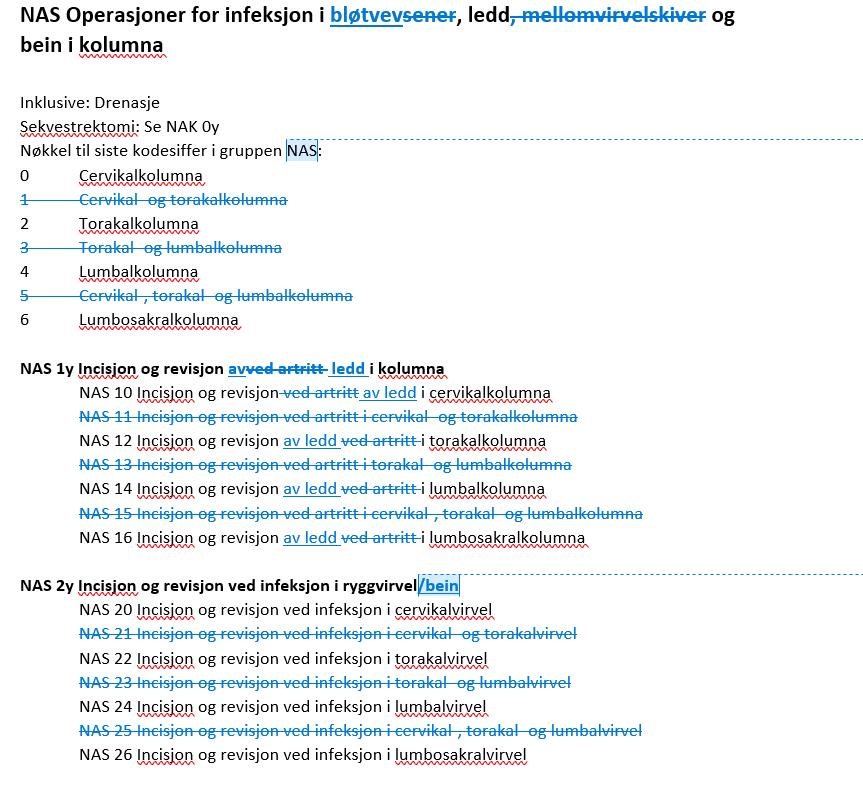 NAS Operasjoner for infeksjon i bløtvevsener, ledd, mellomvirvelskiver og
bein i kolumna
Inklusive: Drenasje
Sekvestrektomi: Se NAK 0y
Nøkkel til siste kodesiffer i gruppen NAS:
0 Cervikalkolumna
1 Cervikal og torakalkolumna
2 Torakalkolumna
3 Torakal og lumbalkolumna
4 Lumbalkolumna
5 Cervikal , torakal og lumbalkolumna
6 Lumbosakralkolumna
NAS 1y Incisjon og revisjon avved artritt ledd i kolumna
NAS 10 Incisjon og revisjon ved artritt av ledd i cervikalkolumna
NAS 11 Incisjon og revisjon ved artritt i cervikal og torakalkolumna
NAS 12 Incisjon og revisjon av ledd ved artritt i torakalkolumna
NAS 13 Incisjon og revisjon ved artritt i torakal og lumbalkolumna
NAS 14 Incisjon og revisjon av ledd ved artritt i lumbalkolumna
NAS 15 Incisjon og revisjon ved artritt i cervikal , torakal og lumbalkolumna
NAS 16 Incisjon og revisjon av ledd ved artritt i lumbosakralkolumna
NAS 2y Incisjon og revisjon ved infeksjon i ryggvirvel/bein
NAS 20 Incisjon og revisjon ved infeksjon i cervikalvirvel
NAS 21 Incisjon og revisjon ved infeksjon i cervikal og torakalvirvel
NAS 22 Incisjon og revisjon ved infeksjon i torakalvirvel
NAS 23 Incisjon og revisjon ved infeksjon i torakal og lumbalvirvel
NAS 24 Incisjon og revisjon ved infeksjon i lumbalvirvel
NAS 25 Incisjon og revisjon ved infeksjon i cervikal , torakal og lumbalvirvel
NAS 26 Incisjon og revisjon ved infeksjon i lumbosakralvirvel